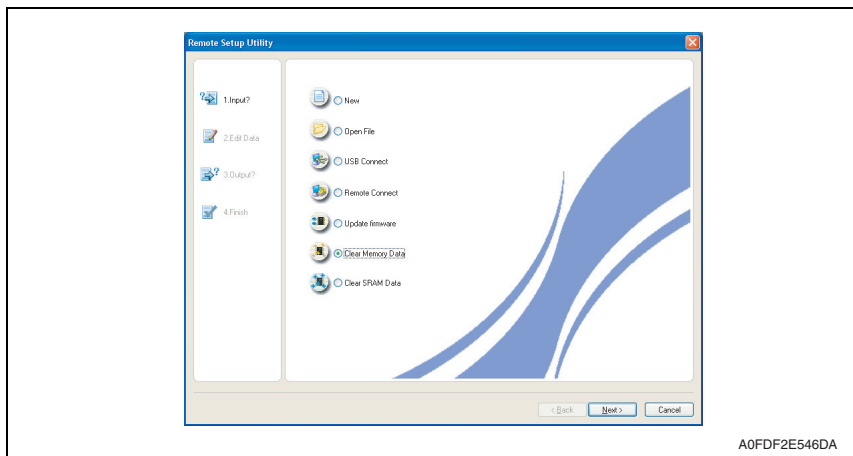 Remote Setup Utility
1.Input?
2.Edit Data
3.Output?
4.Finish
New
Open File
USB Connect
Remote Connect
Update firmware
Clear Memory Data
Clear SRAM Data
< Back
Next >
Cancel
A0FDF2E546DA